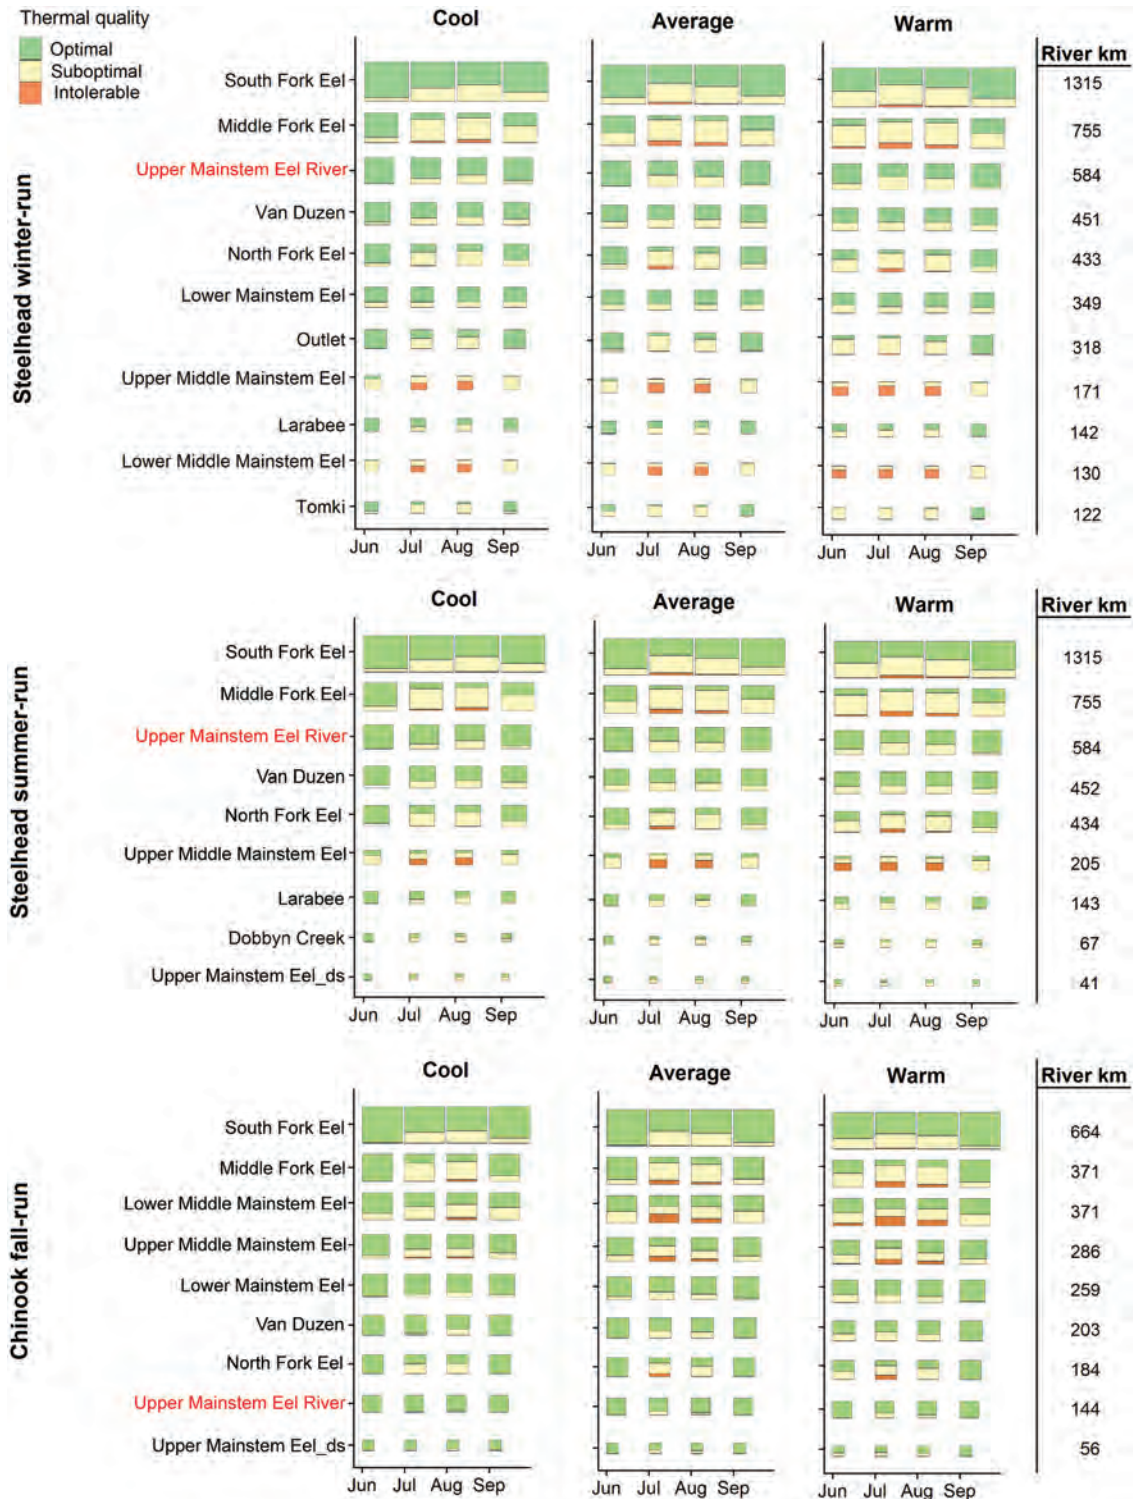 Thermal quality
Optimal
Suboptimal
Intolerable
Steelhead winter-run
Cool Average Warm River km
South Fork Eel 1315
Middle Fork Eel 755
Upper Mainstem Eel River 584
Van Duzen 451
North Fork Eel 433
Lower Mainstem Eel 349
Outlet 318
Upper Middle Mainstem Eel 171
Larabee 142
Lower Middle Mainstem Eel 130
Tomki 122
Jun Jul Aug Sep Jun Jul Aug Sep Jun Jul Aug Sep
Steelhead summer-run
Cool Average Warm River km
South Fork Eel 1315
Middle Fork Eel 755
Upper Mainstem Eel River 584
Van Duzen 452
North Fork Eel 434
Upper Middle Mainstem Eel 205
Larabee 143
Dobbyn Creek 67
Upper Mainstem Eel_ds 41
Jun Jul Aug Sep Jun Jul Aug Sep Jun Jul Aug Sep
Chinook fall-run
Cool Average Warm River km
South Fork Eel 664
Middle Fork Eel 371
Lower Middle Mainstem Eel 371
Upper Middle Mainstem Eel 286
Lower Mainstem Eel 259
Van Duzen 203
North Fork Eel 184
Upper Mainstem Eel River 144
Upper Mainstem Eel_ds 56
Jun Jul Aug Sep Jun Jul Aug Sep Jun Jul Aug Sep